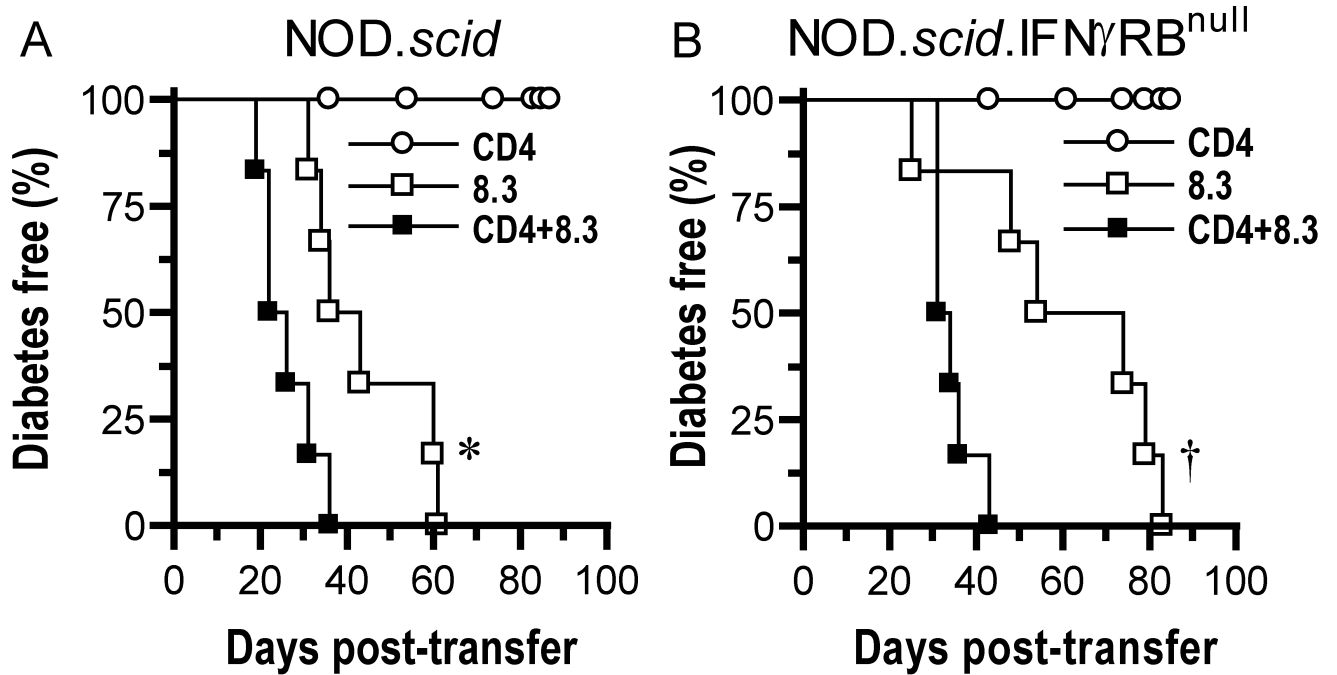 A NOD.scid
100
75
50
25
0
Diabetes free (%)
CD4
8.3
CD4+8.3
*
0 20 40 60 80 100
Days post-transfer
B NOD.scid.IFNγRBnull
100
75
50
25
0
Diabetes free (%)
CD4
8.3
CD4+8.3
†
0 20 40 60 80 100
Days post-transfer